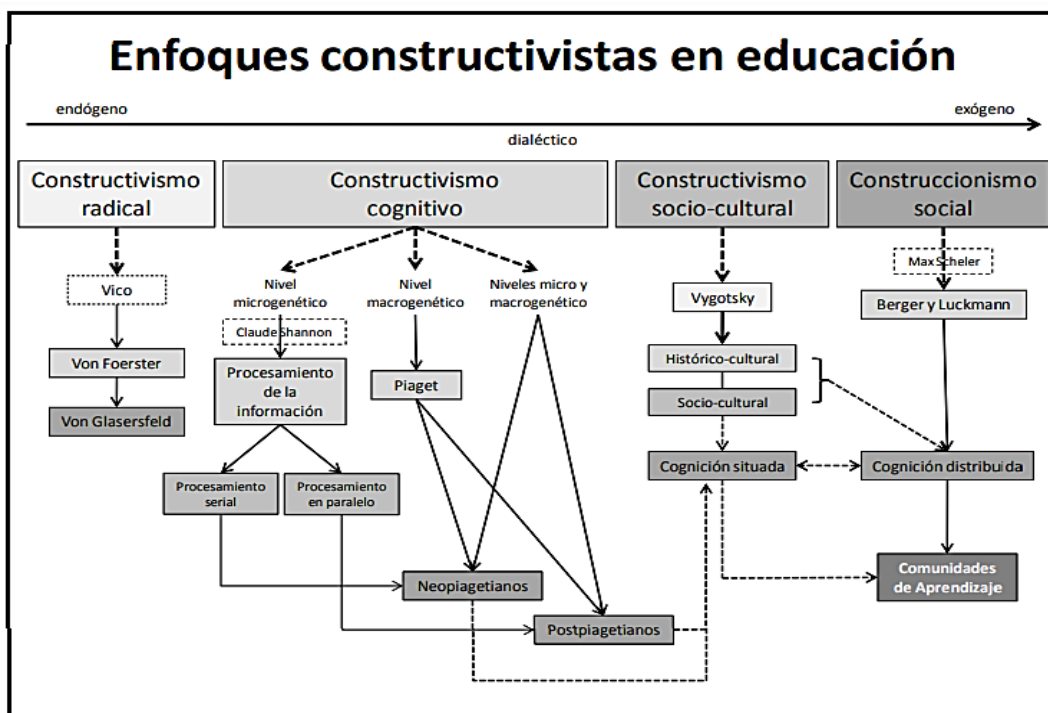 Enfoques constructivistas en educación
endógeno
exógeno
dialéctico
Constructivismo
radical
Constructivismo
cognitivo
Constructivismo
socio-cultural
Construccionismo
social
Vico
Von Foerster
Von Glasersfeld
Nivel
microgenético
Nivel
macrogenético
Niveles micro y
macrogenético
Claude Shannon
Procesamiento
de la
información
Piaget
Procesamiento
serial
Procesamiento
en paralelo
Neopiagetianos
Postpiagetianos
Vygotsky
Histórico-cultural
Socio-cultural
Cognición situada
Max Scheler
Berger y Luckmann
Cognición distribuida
Comunidades
de Aprendizaje